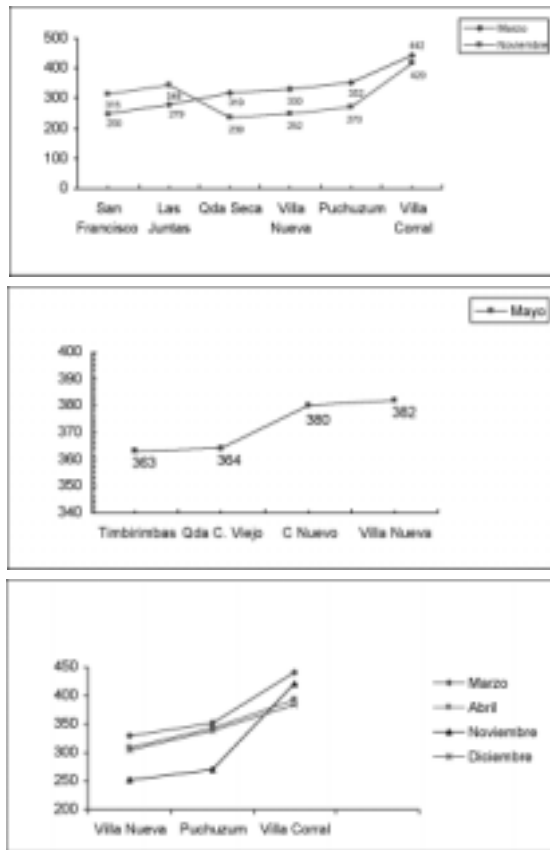 500
400
300
200
100
0
Marzo
Noviembre
442
420
315
319
330
352
250
279
239
252
270
San Francisco
Las Juntas
Qda Seca
Villa Nueva
Puchuzum
Villa Corral
Mayo
400
390
380
370
360
350
340
363
364
380
382
Timbirimbas
Qda C. Viejo
C Nuevo
Villa Nueva
450
400
350
300
250
200
Marzo
Abril
Noviembre
Diciembre
Villa Nueva
Puchuzum
Villa Corral